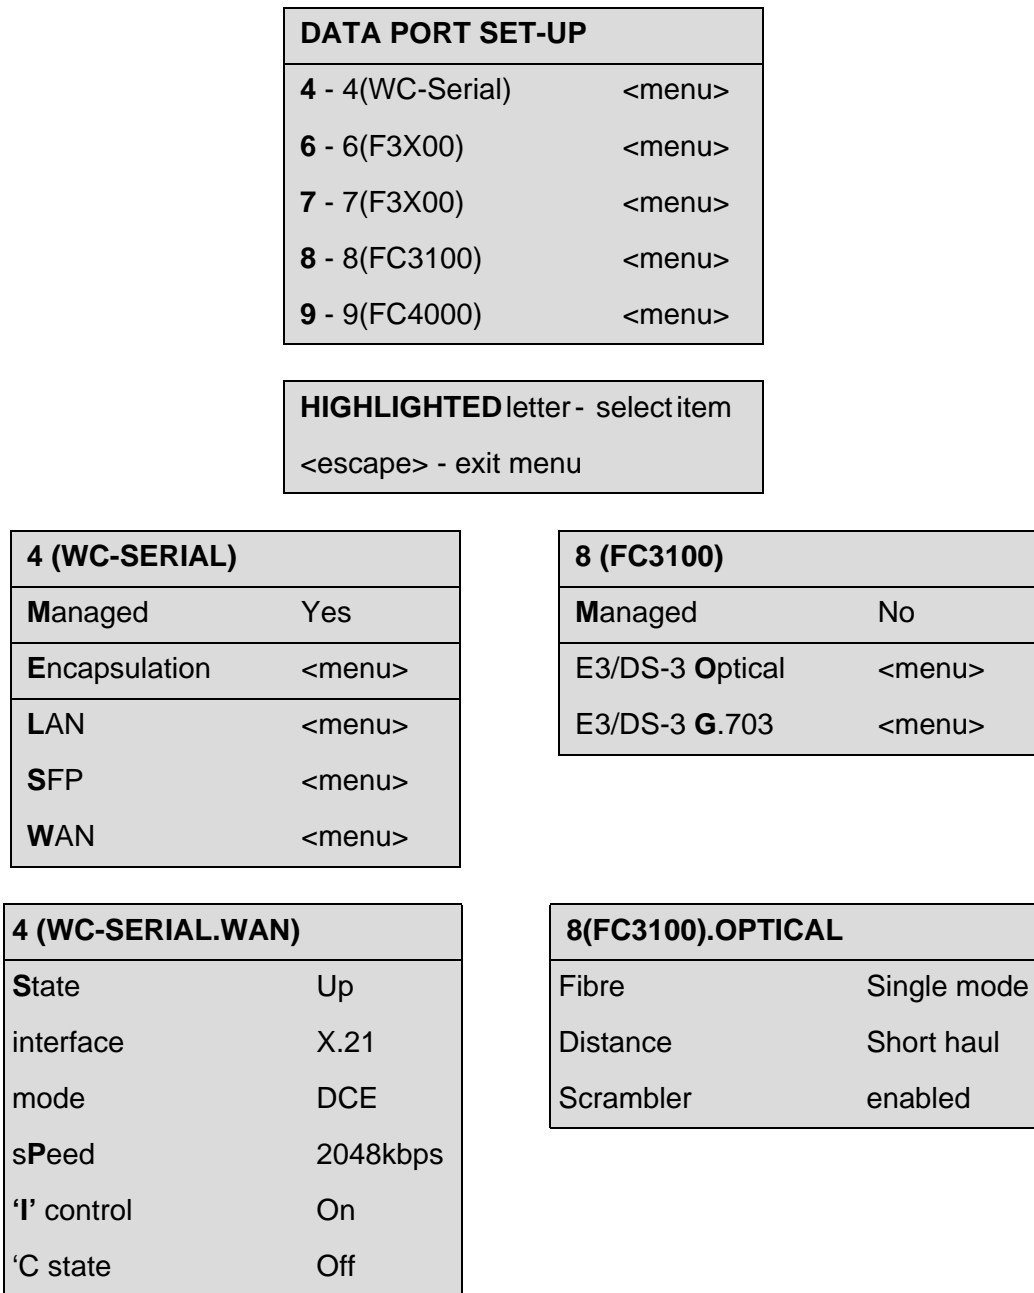 DATA PORT SET-UP
4 - 4(WC-Serial) <menu>
6 - 6(F3X00) <menu>
7 - 7(F3X00) <menu>
8 - 8(FC3100) <menu>
9 - 9(FC4000) <menu>
HIGHLIGHTED letter - select item
<escape> - exit menu
4 (WC-SERIAL)
Managed Yes
Encapsulation <menu>
LAN <menu>
SFP <menu>
WAN <menu>
8 (FC3100)
Managed No
E3/DS-3 Optical <menu>
E3/DS-3 G.703 <menu>
4 (WC-SERIAL.WAN)
State Up
interface X.21
mode DCE
sPeed 2048kbps
‘I’ control On
‘C state Off
8(FC3100).OPTICAL
Fibre Single mode
Distance Short haul
Scrambler enabled